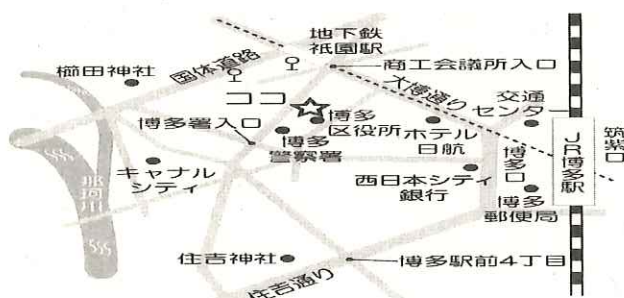 地下鉄
祇園駅
櫛田神社
国体道路
商工会議所入口
大博通り
交通
センター
ココ
博多
区役所
博多署入口
博多
警察署
ホテル
日航
キャナル
シティ
西日本シティ
銀行
博多口
JR博多駅
筑紫口
博多
郵便局
那珂川
住吉神社
住吉通り
博多駅前4丁目